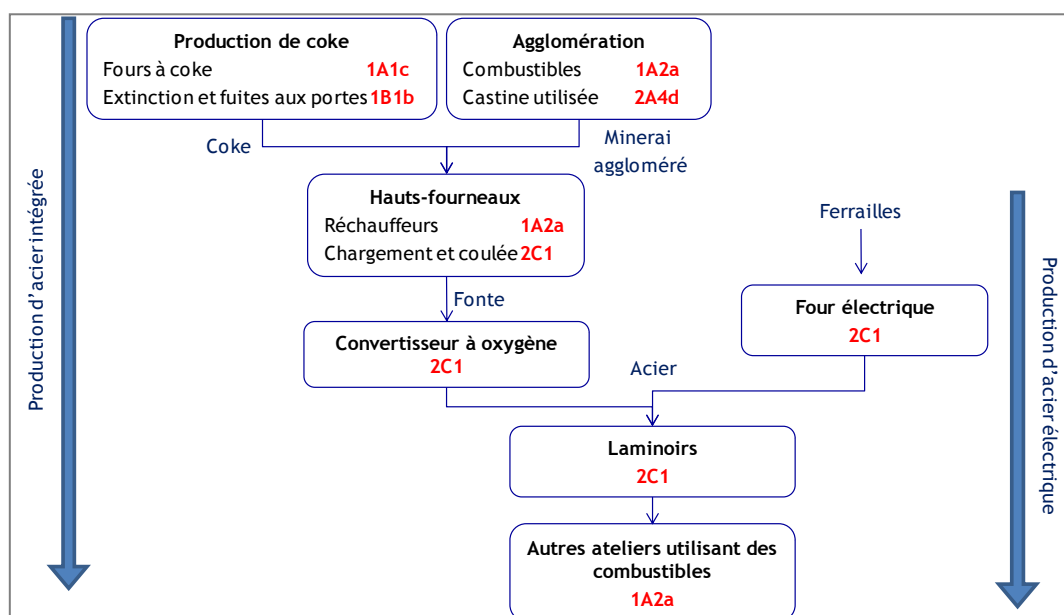 Production de coke
Fours à coke 1A1c
Extinction et fuites aux portes 1B1b
Agglomération
Combustibles 1A2a
Castine utilisée 2A4d
Coke
Minerai
aggloméré
Hauts-fourneaux
Réchauffeurs 1A2a
Chargement et coulée 2C1
Ferrailles
Fonte
Four électrique
2C1
Convertisseur à oxygène
2C1
Acier
Laminoirs
2C1
Autres ateliers utilisant des
combustibles
1A2a
Production d'acier intégrée
Production d'acier électrique